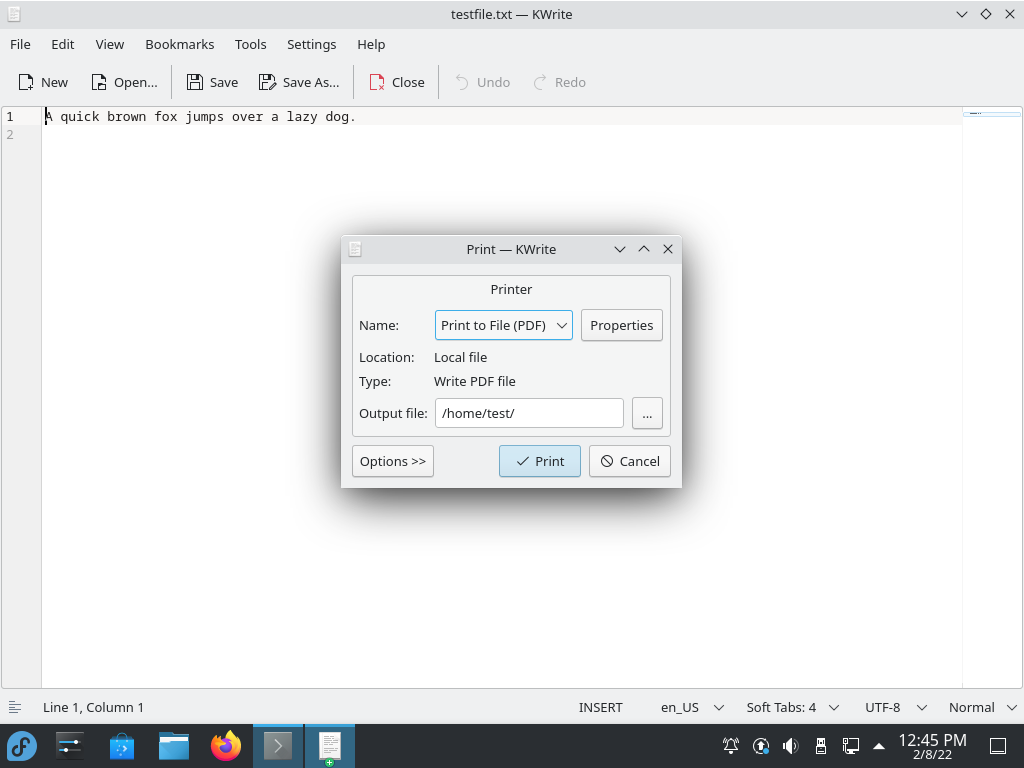 testfile.txt — KWrite
File Edit View Bookmarks Tools Settings Help
New Open... Save Save As... Close Undo Redo
1 A quick brown fox jumps over a lazy dog.
2
Print — KWrite
Printer
Name: Print to File (PDF) Properties
Location: Local file
Type: Write PDF file
Output file: /home/test/ ...
Options >> Print Cancel
Line 1, Column 1 INSERT en_US Soft Tabs: 4 UTF-8 Normal
12:45 PM
2/8/22